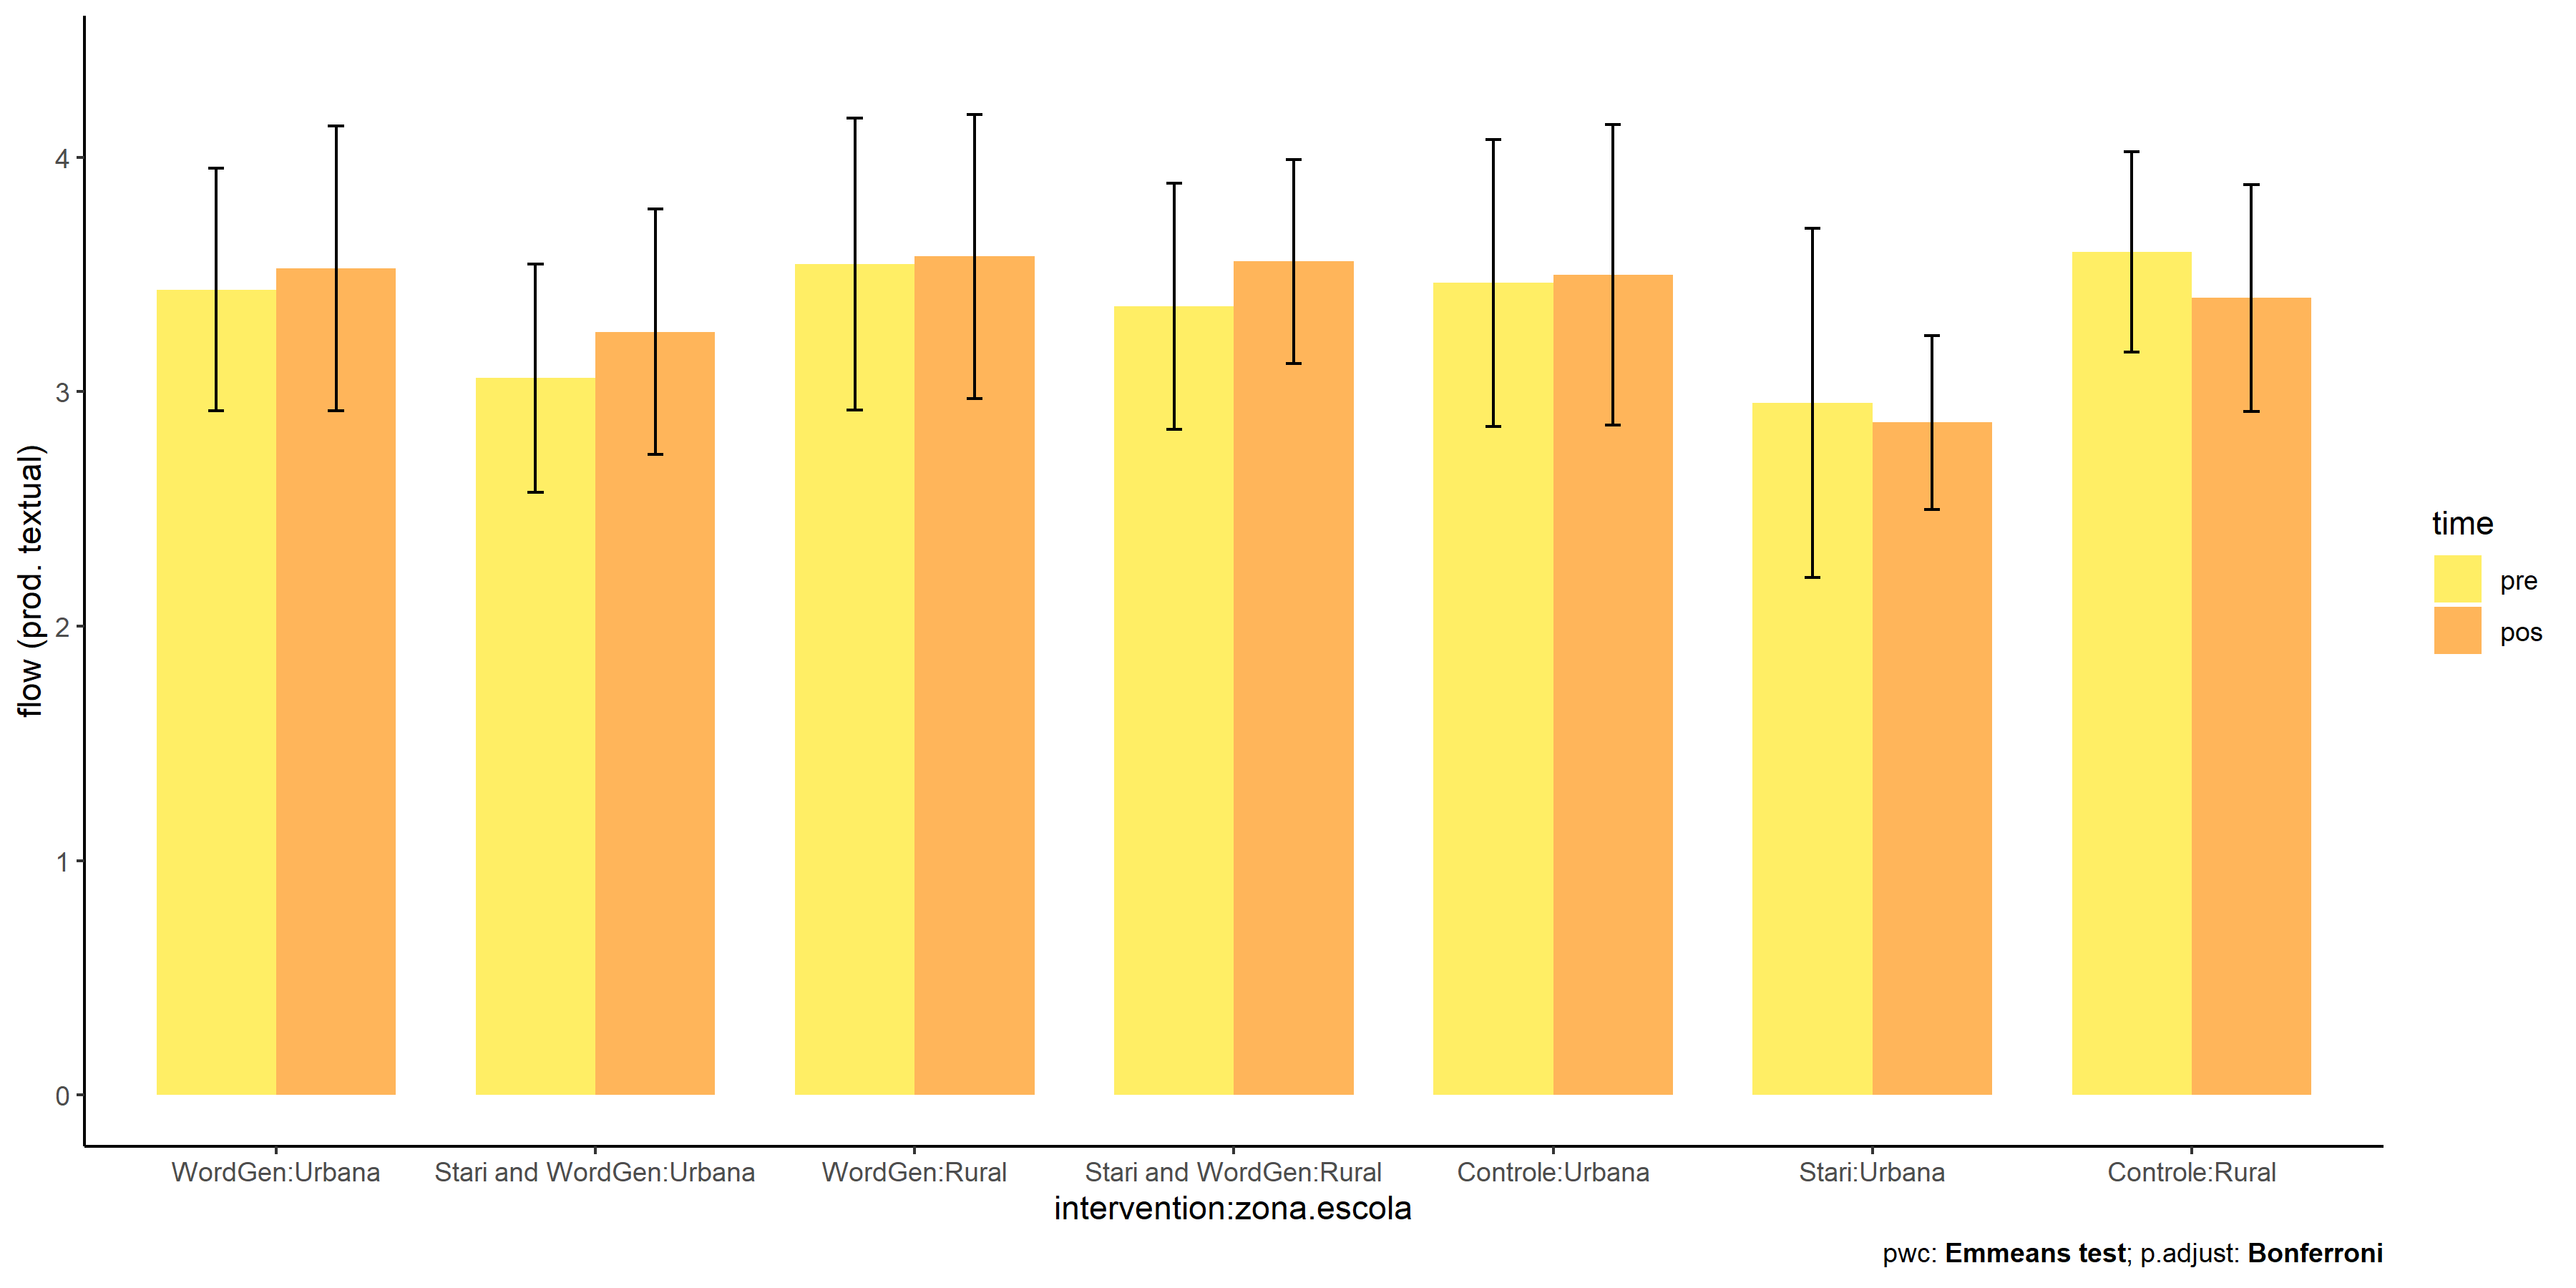 flow (prod. textual)
4
3
2
1
0
WordGen:Urbana
Stari and WordGen:Urbana
WordGen:Rural
Stari and WordGen:Rural
Controle:Urbana
Stari:Urbana
Controle:Rural
intervention:zona.escola
time
pre
pos
pwc: Emmeans test; p.adjust: Bonferroni